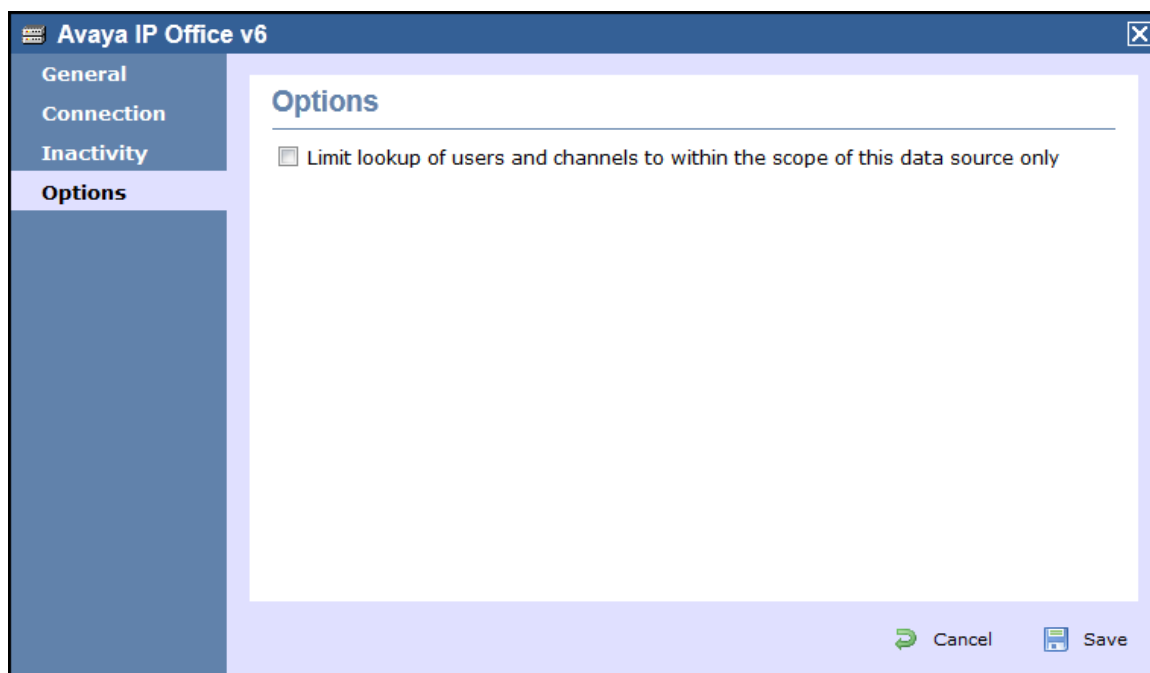 Avaya IP Office v6
General
Connection
Inactivity
Options
Options
Limit lookup of users and channels to within the scope of this data source only
Cancel
Save